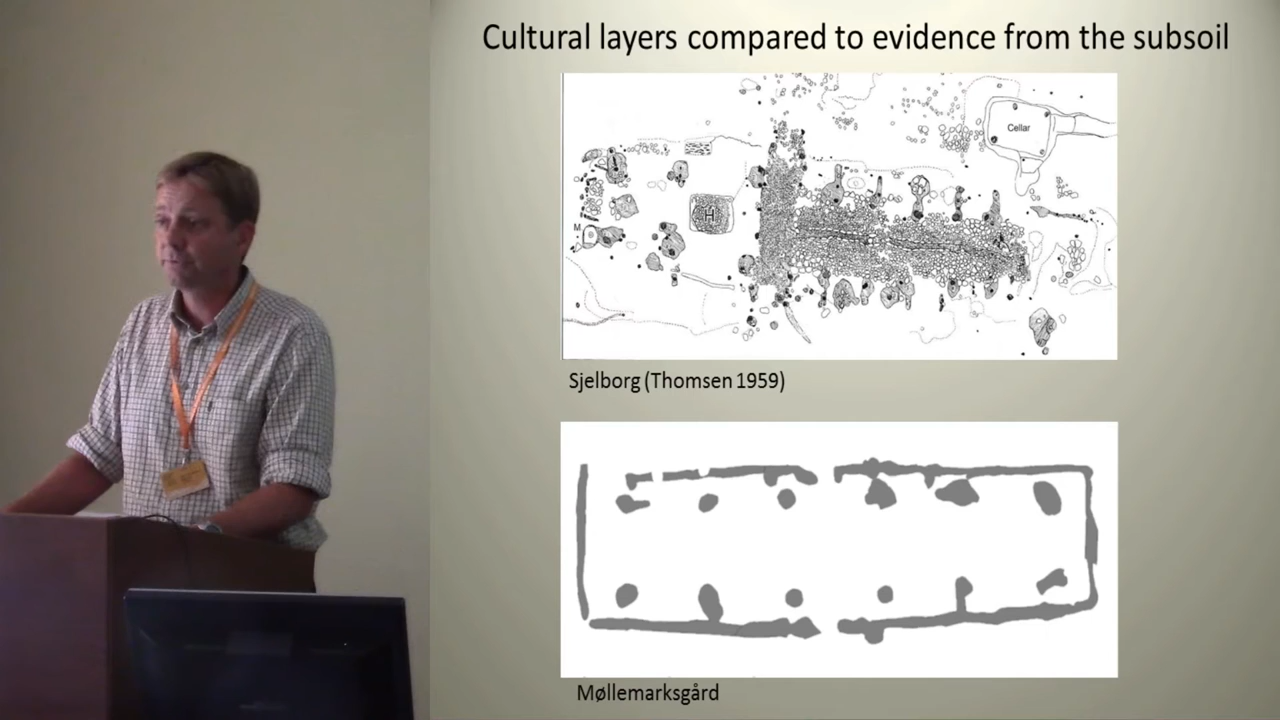 Cultural layers compared to evidence from the subsoil
Cellar
H
M
Sjelborg (Thomsen 1959)
Møllemarksgård